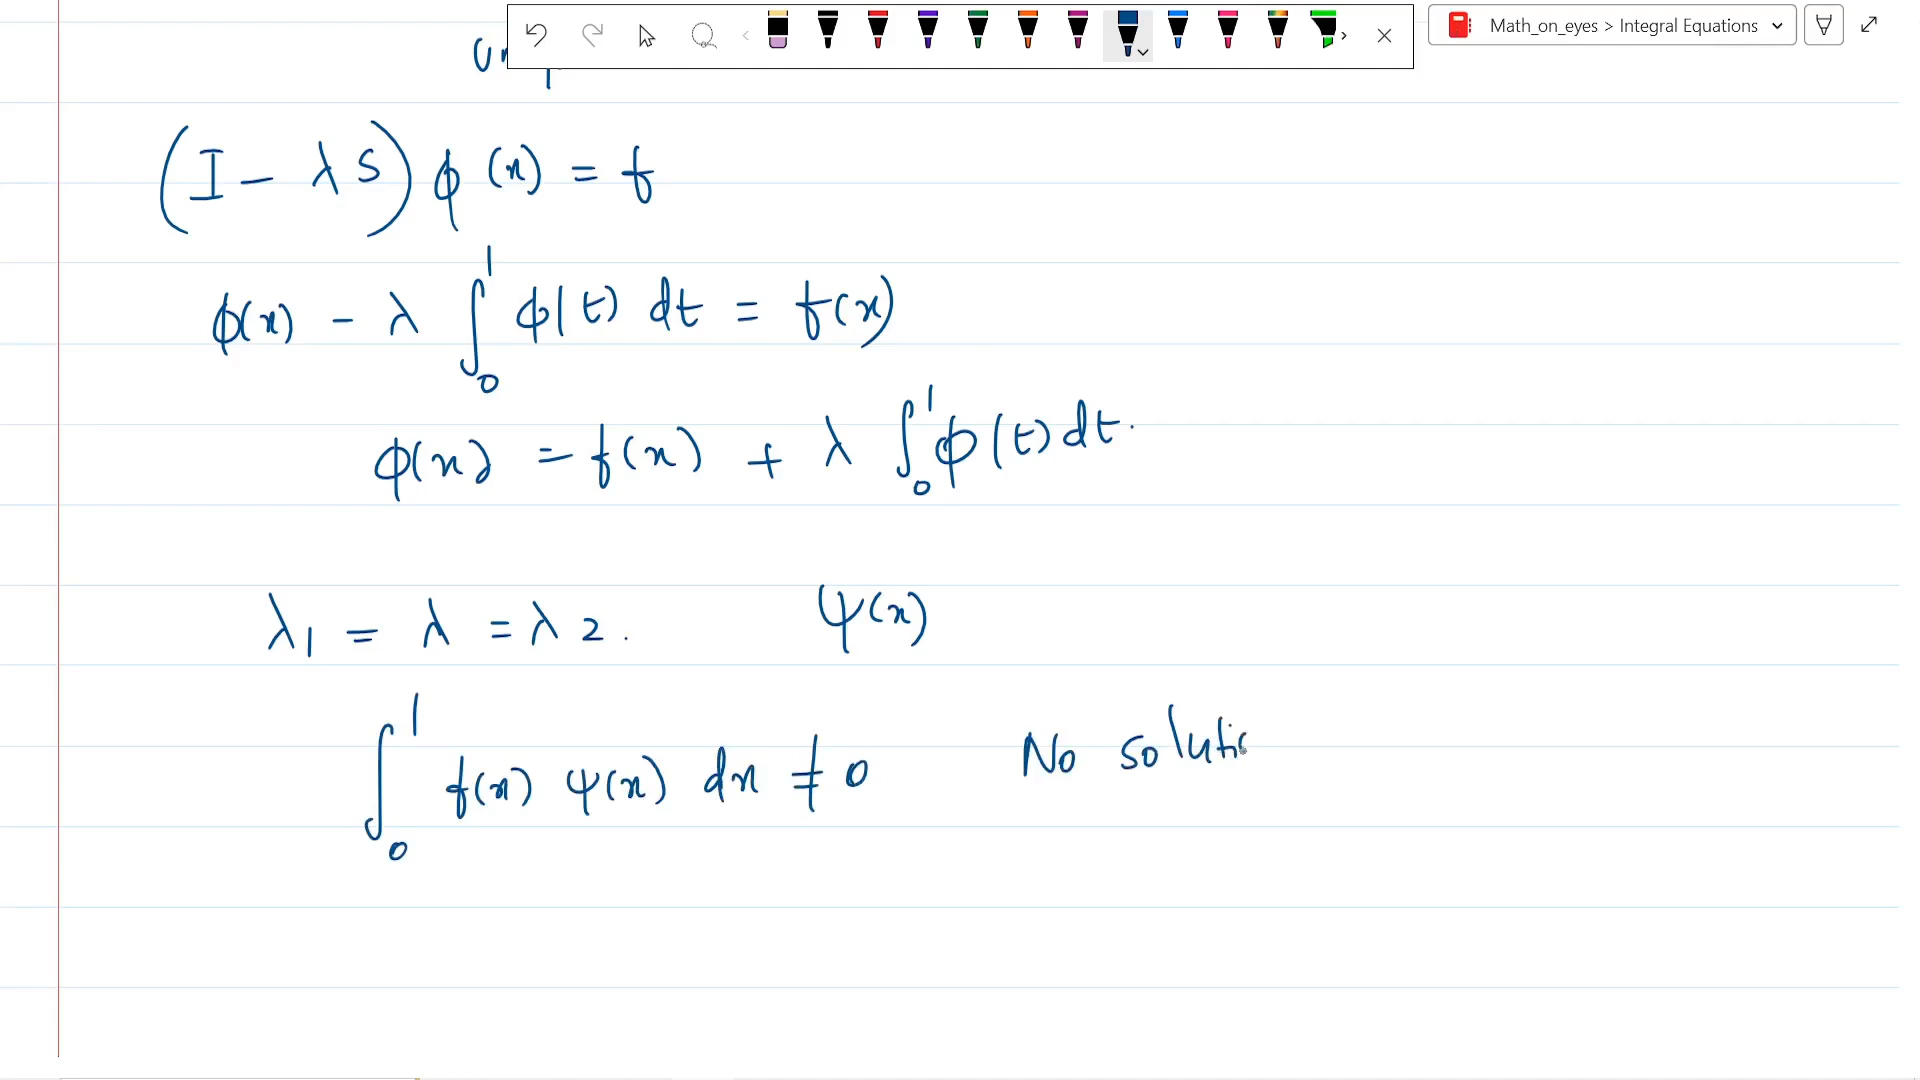 Math_on_eyes > Integral Equations
(I - λS) φ(x) = f
φ(x) - λ ∫₀¹ φ(t) dt = f(x)
φ(x) = f(x) + λ ∫₀¹ φ(t) dt.
λ1 = λ = λ2. ψ(x)
∫₀¹ f(x) ψ(x) dx ≠ 0 No solutio